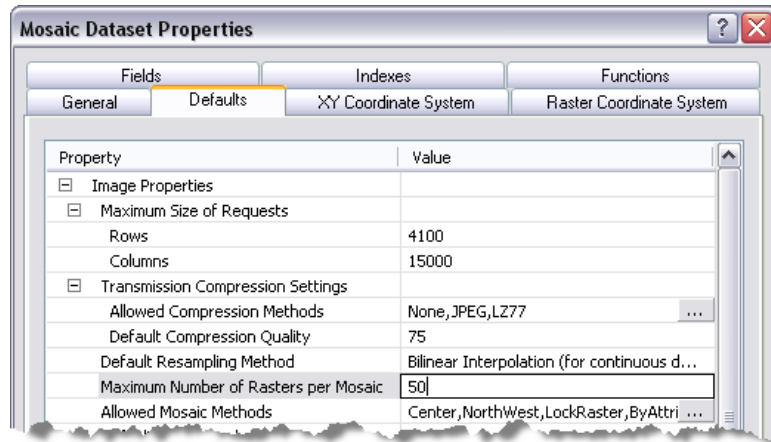 Mosaic Dataset Properties
Fields Indexes Functions
General Defaults XY Coordinate System Raster Coordinate System
Property Value
Image Properties
Maximum Size of Requests
Rows 4100
Columns 15000
Transmission Compression Settings
Allowed Compression Methods None,JPEG,LZ77 ...
Default Compression Quality 75
Default Resampling Method Bilinear Interpolation (for continuous d...
Maximum Number of Rasters per Mosaic 50
Allowed Mosaic Methods Center,NorthWest,LockRaster,ByAttri ...